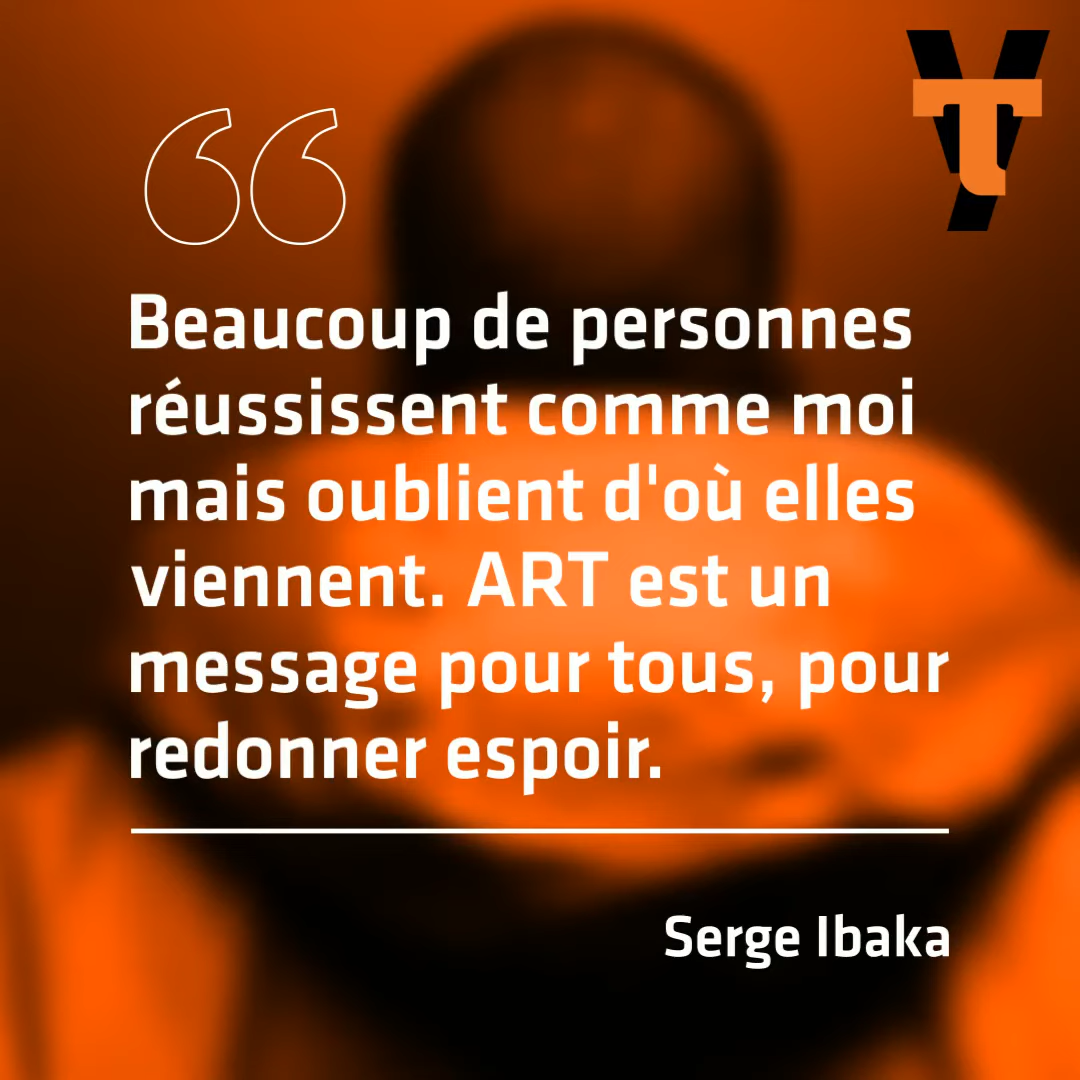 YT
“
Beaucoup de personnes
réussissent comme moi
mais oublient d'où elles
viennent. ART est un
message pour tous, pour
redonner espoir.
Serge Ibaka